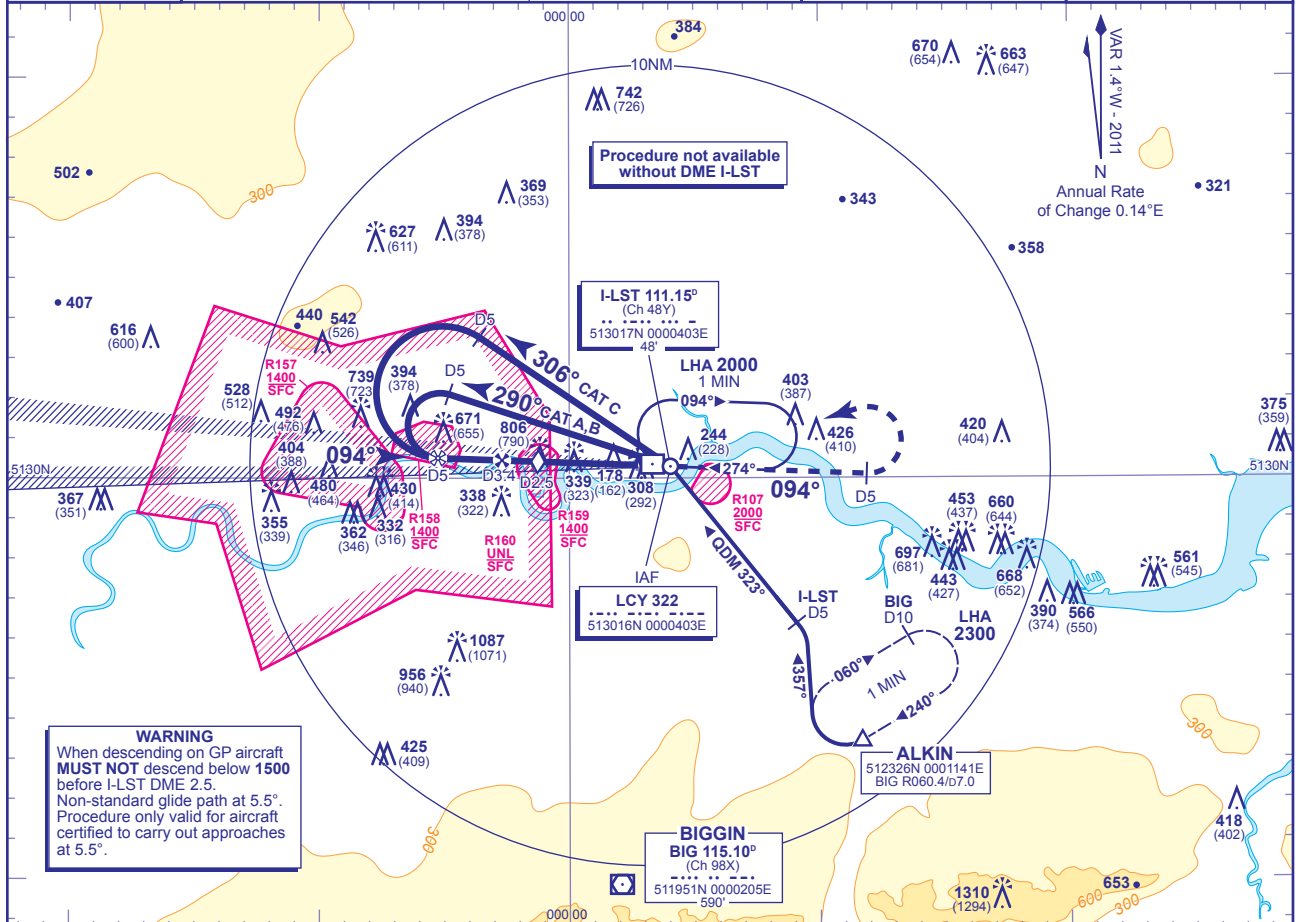 000 00
384
10NM
670
(654)
663
(647)
VAR 1.4°W - 2011
N
Annual Rate
of Change 0.14°E
742
(726)
Procedure not available
without DME I-LST
502
300
369
(353)
394
(378)
627
(611)
343
321
358
407
616
(600)
440
542
(526)
D5
306° CAT C
I-LST 111.15ᴰ
(Ch 48Y)
·· ·-·· ··· -
513017N 0000403E
48'
LHA 2000
1 MIN
094°
403
(387)
426
(410)
420
(404)
375
(359)
R157
1400
SFC
739
(723)
394
(378)
D5
290° CAT A,B
528
(512)
492
(476)
671
(655)
806
(790)
244
(228)
404
(388)
094°
D5
D3.4
D2.5
339
(323)
178
(162)
308
(292)
274°
094°
D5
5130N
5130N
367
(351)
480
(464)
430
(414)
338
(322)
355
(339)
362
(346)
332
(316)
R158
1400
SFC
R160
UNL
SFC
R159
1400
SFC
R107
2000
SFC
QDM 323°
453
(437)
660
(644)
697
(681)
443
(427)
668
(652)
561
(545)
390
(374)
566
(550)
IAF
LCY 322
·-·· -·-· -·--
513016N 0000403E
I-LST
D5
BIG
D10
LHA
2300
357°
060°
1 MIN
240°
1087
(1071)
956
(940)
425
(409)
ALKIN
512326N 0001141E
BIG R060.4/D7.0
300
418
(402)
WARNING
When descending on GP aircraft
MUST NOT descend below 1500
before I-LST DME 2.5.
Non-standard glide path at 5.5°.
Procedure only valid for aircraft
certified to carry out approaches
at 5.5°.
300
BIGGIN
BIG 115.10ᴰ
(Ch 98X)
-··· ·· --·
511951N 0000205E
590'
1310
(1294)
653
600
300
000 00